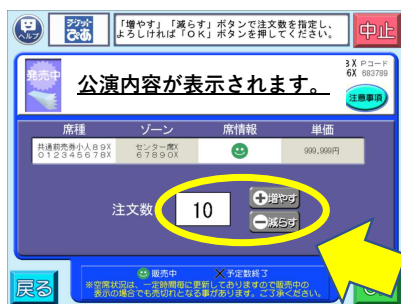 ヘルプ
チケット
ぴあ
「増やす」「減らす」ボタンで注文数を指定し、
よろしければ「OK」ボタンを押してください。
中止
発売中
公演内容が表示されます。
3X Pコード
6X 683789
注意事項
席種 ゾーン 席情報 単価
共通前売券小人89X
012345678X
センター席X
67890X
999,999円
注文数 10
増やす
減らす
戻る
販売中 予定数終了
※空席状況は、一定時間毎に更新しておりますので販売中の
表示の場合でも売切れとなる事があります。ご了承ください。